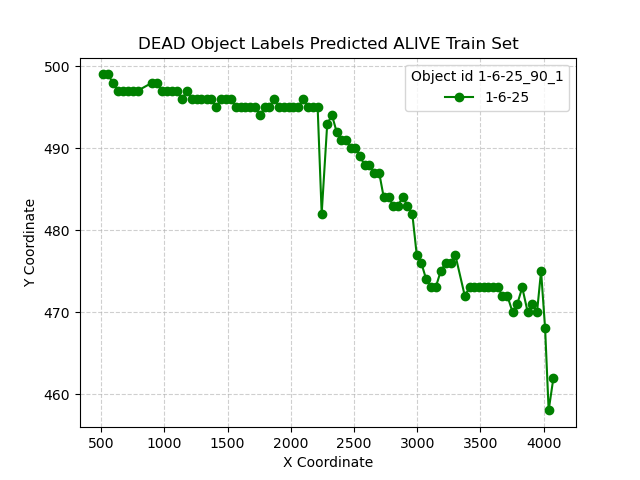 DEAD Object Labels Predicted ALIVE Train Set
Object id 1-6-25_90_1
1-6-25
Y Coordinate
500
490
480
470
460
500 1000 1500 2000 2500 3000 3500 4000
X Coordinate